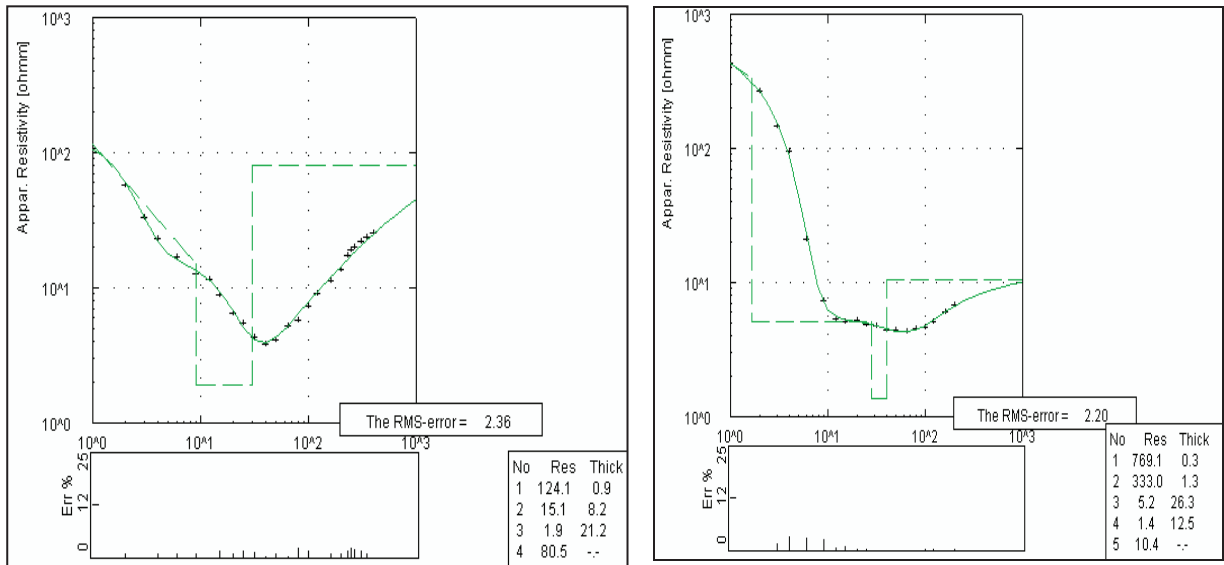 Appar. Resistivity [ohmm]
10^3
10^2
10^1
10^0
10^0 10^1 10^2 10^3
The RMS-error = 2.36
Err %
25
12
0
No Res Thick
1 124.1 0.9
2 15.1 8.2
3 1.9 21.2
4 80.5 -.-
Appar. Resistivity [ohmm]
10^3
10^2
10^1
10^0
10^0 10^1 10^2 10^3
The RMS-error = 2.20
Err %
25
12
0
No Res Thick
1 769.1 0.3
2 333.0 1.3
3 5.2 26.3
4 1.4 12.5
5 10.4 -.-